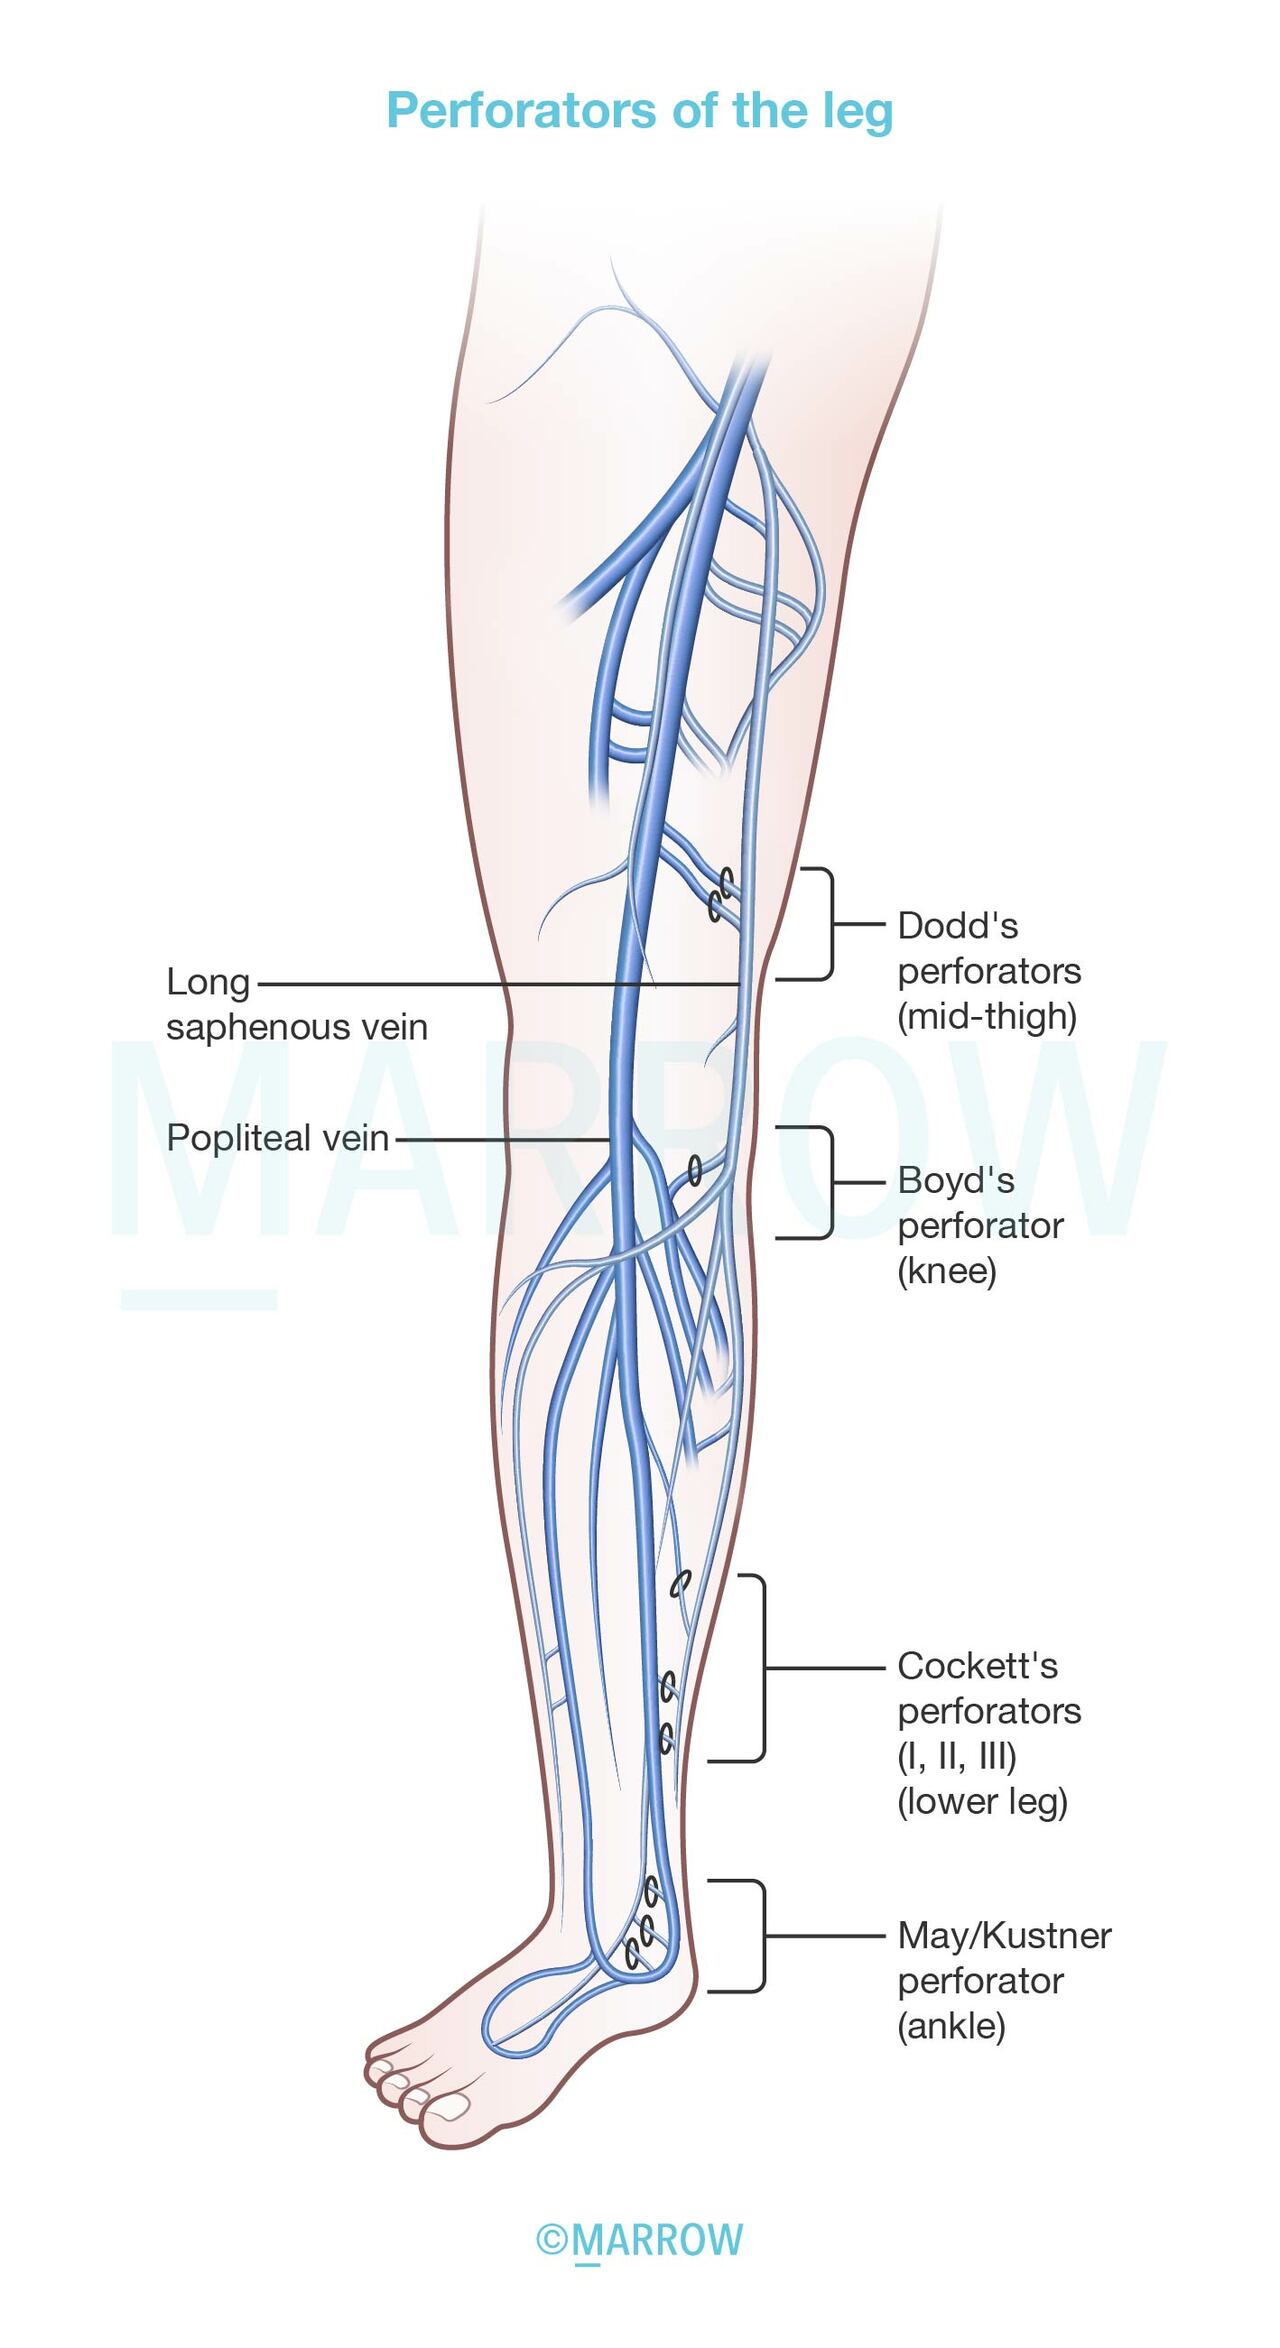 Perforators of the leg
Dodd's
perforators
(mid-thigh)
Long
saphenous vein
MARROW
Popliteal vein
Boyd's
perforator
(knee)
Cockett's
perforators
(I, II, III)
(lower leg)
May/Kustner
perforator
(ankle)
©MARROW